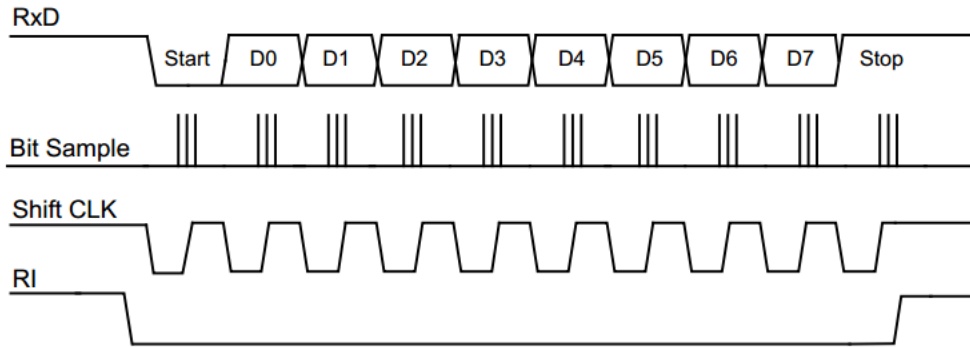 RxD
Start D0 D1 D2 D3 D4 D5 D6 D7 Stop
Bit Sample
Shift CLK
RI